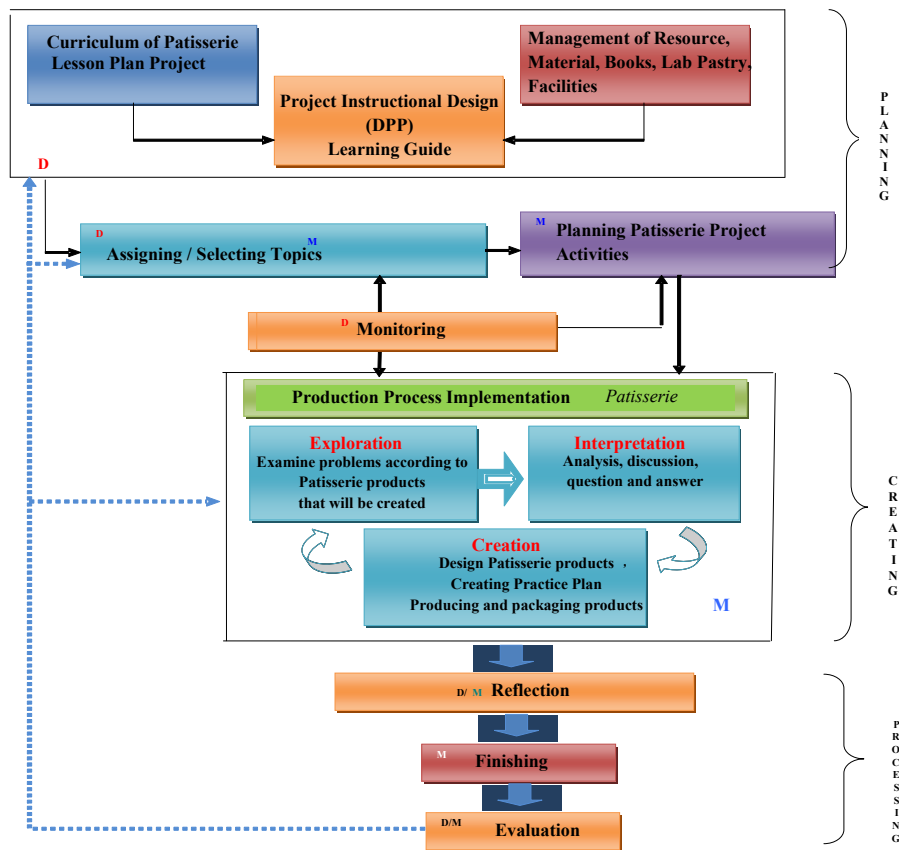 Curriculum of Patisserie
Lesson Plan Project
Management of Resource,
Material, Books, Lab Pastry,
Facilities
Project Instructional Design
(DPP)
Learning Guide
D
PLANNING
D
Assigning / Selecting Topics M
M
Planning Patisserie Project
Activities
D Monitoring
Production Process Implementation Patisserie
Exploration
Examine problems according to
Patisserie products
that will be created
Interpretation
Analysis, discussion,
question and answer
Creation
Design Patisserie products ,
Creating Practice Plan
Producing and packaging products
M
CREATING
D/ M Reflection
M
Finishing
D/M Evaluation
PROCESSING